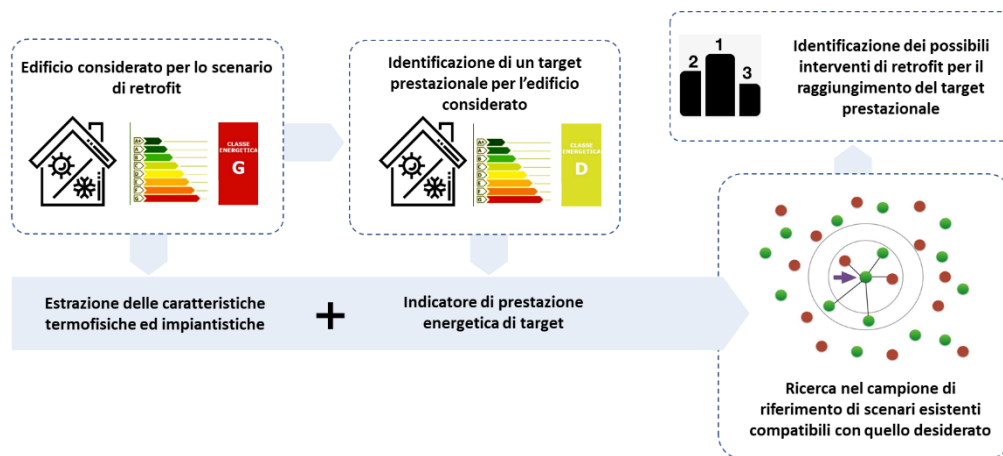 Edificio considerato per lo scenario
di retrofit
CLASSE
ENERGETICA
G
Identificazione di un target
prestazionale per l'edificio
considerato
CLASSE
ENERGETICA
D
2
1
3
Identificazione dei possibili
interventi di retrofit per il
raggiungimento del target
prestazionale
Estrazione delle caratteristiche
termofisiche ed impiantistiche
+
Indicatore di prestazione
energetica di target
Ricerca nel campione di
riferimento di scenari esistenti
compatibili con quello desiderato